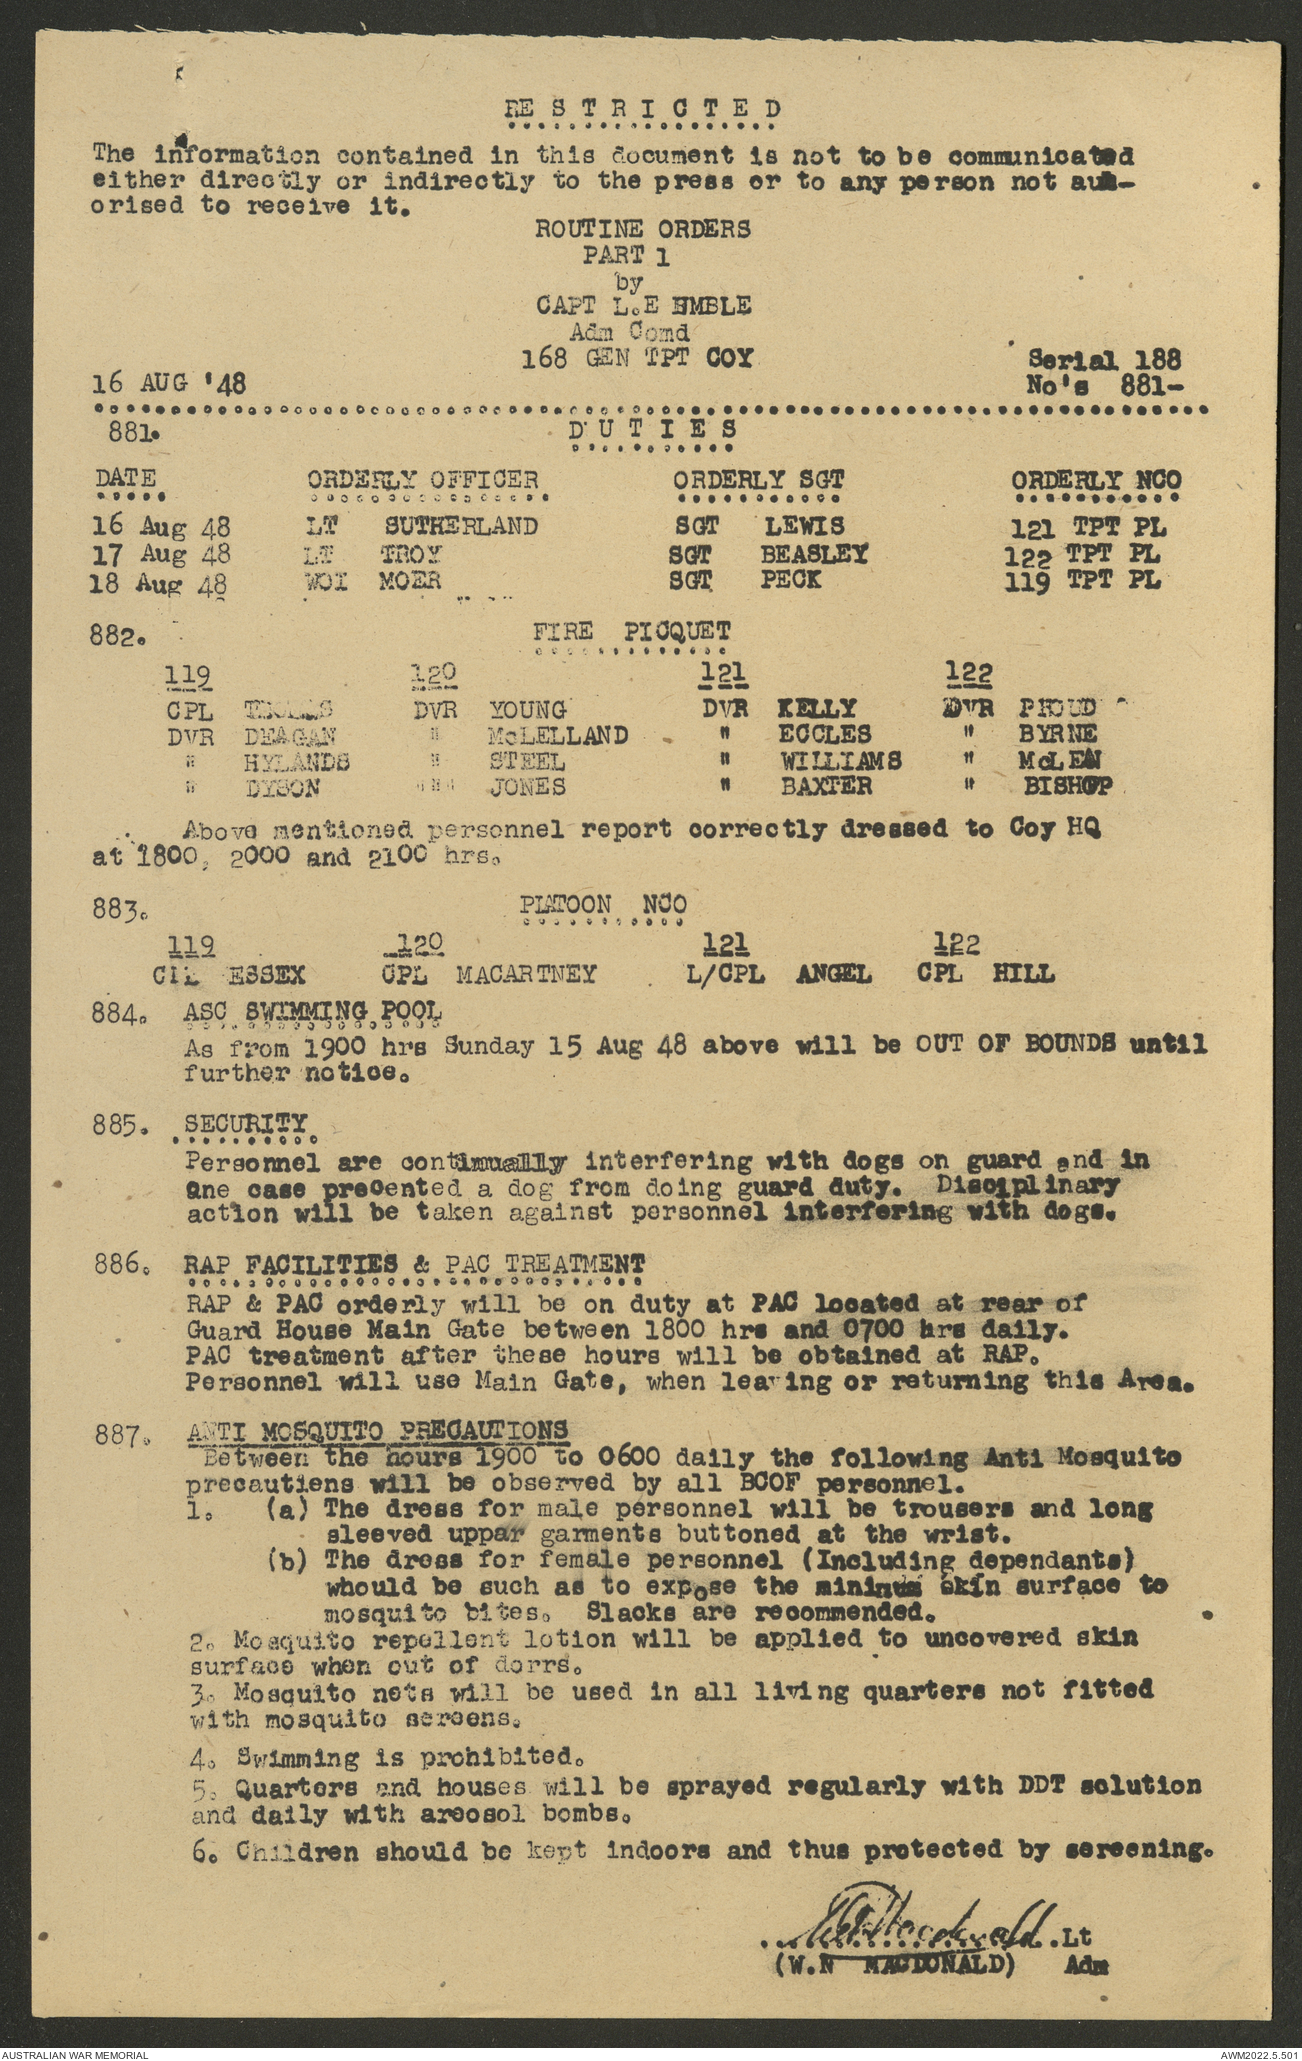 RESTRICTED
The information contained in this document is not to be communicated
either directly or indirectly to the press or to any person not auth-
orised to receive it.
ROUTINE ORDERS
PART 1
by
CAPT L.E EMBLE
Adm Comd
168 GEN TPT COY
Serial 188
16 AUG '48 No's 881-
881. DUTIES
DATE ORDERLY OFFICER ORDERLY SGT ORDERLY NCO
16 Aug 48 LT SUTHERLAND SGT LEWIS 121 TPT PL
17 Aug 48 LT TROY SGT BEASLEY 122 TPT PL
18 Aug 48 WOI MOER SGT PECK 119 TPT PL
882. FIRE PICQUET
119 120 121 122
CPL DVR YOUNG DVR KELLY DVR PROUD
DVR DEAGAN " McLELLAND " ECCLES " BYRNE
" HYLANDS " STEEL " WILLIAMS " McLEAN
" DYSON """ JONES " BAXTER " BISHOP
Above mentioned personnel report correctly dressed to Coy HQ
at 1800, 2000 and 2100 hrs.
883. PLATOON NCO
119 120 121 122
CPL ESSEX CPL MACARTNEY L/CPL ANGEL CPL HILL
884. ASC SWIMMING POOL
As from 1900 hrs Sunday 15 Aug 48 above will be OUT OF BOUNDS until
further notice.
885. SECURITY
Personnel are continually interfering with dogs on guard and in
one case precented a dog from doing guard duty. Disciplinary
action will be taken against personnel interfering with dogs.
886. RAP FACILITIES & PAC TREATMENT
RAP & PAC orderly will be on duty at PAC located at rear of
Guard House Main Gate between 1800 hrs and 0700 hrs daily.
PAC treatment after these hours will be obtained at RAP.
Personnel will use Main Gate, when leaving or returning this Area.
887. ANTI MOSQUITO PRECAUTIONS
Between the hours 1900 to 0600 daily the following Anti Mosquito
precautiens will be observed by all BCOF personnel.
1. (a) The dress for male personnel will be trousers and long
sleeved uppar garments buttoned at the wrist.
(b) The dress for female personnel (Including dependants)
whould be such as to expose the mininum skin surface to
mosquito bites. Slacks are recommended.
2. Mosquito repellent lotion will be applied to uncovered skin
surface when out of dorrs.
3. Mosquito nets will be used in all living quarters not fitted
with mosquito screens.
4. Swimming is prohibited.
5. Quarters and houses will be sprayed regularly with DDT solution
and daily with areosol bombs.
6. Children should be kept indoors and thus protected by screening.
Lt
(W.N MACDONALD) Adm
AUSTRALIAN WAR MEMORIAL AWM2022.5.501